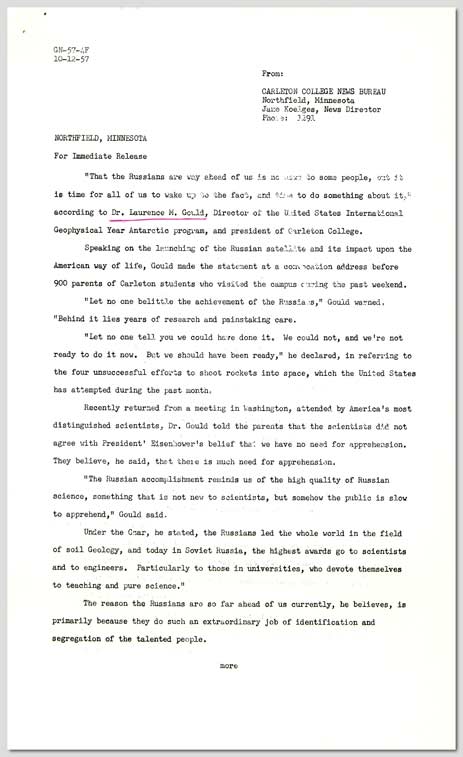 GN-57-4F
10-12-57
From:
CARLETON COLLEGE NEWS BUREAU
Northfield, Minnesota
Jane Koelges, News Director
Phone: 3291
NORTHFIELD, MINNESOTA
For Immediate Release
"That the Russians are way ahead of us is no news to some people, but it
is time for all of us to wake up to the fact, and time to do something about it,"
according to Dr. Laurence M. Gould, Director of the United States International
Geophysical Year Antarctic program, and president of Carleton College.
Speaking on the launching of the Russian satellite and its impact upon the
American way of life, Gould made the statement at a convocation address before
900 parents of Carleton students who visited the campus during the past weekend.
"Let no one belittle the achievement of the Russians," Gould warned.
"Behind it lies years of research and painstaking care.
"Let no one tell you we could have done it. We could not, and we're not
ready to do it now. But we should have been ready," he declared, in referring to
the four unsuccessful efforts to shoot rockets into space, which the United States
has attempted during the past month.
Recently returned from a meeting in Washington, attended by America's most
distinguished scientists, Dr. Gould told the parents that the scientists did not
agree with President' Eisenhower's belief that we have no need for apprehension.
They believe, he said, that there is much need for apprehension.
"The Russian accomplishment reminds us of the high quality of Russian
science, something that is not new to scientists, but somehow the public is slow
to apprehend," Gould said.
Under the Czar, he stated, the Russians led the whole world in the field
of soil Geology, and today in Soviet Russia, the highest awards go to scientists
and to engineers. Particularly to those in universities, who devote themselves
to teaching and pure science."
The reason the Russians are so far ahead of us currently, he believes, is
primarily because they do such an extraordinary job of identification and
segregation of the talented people.
more